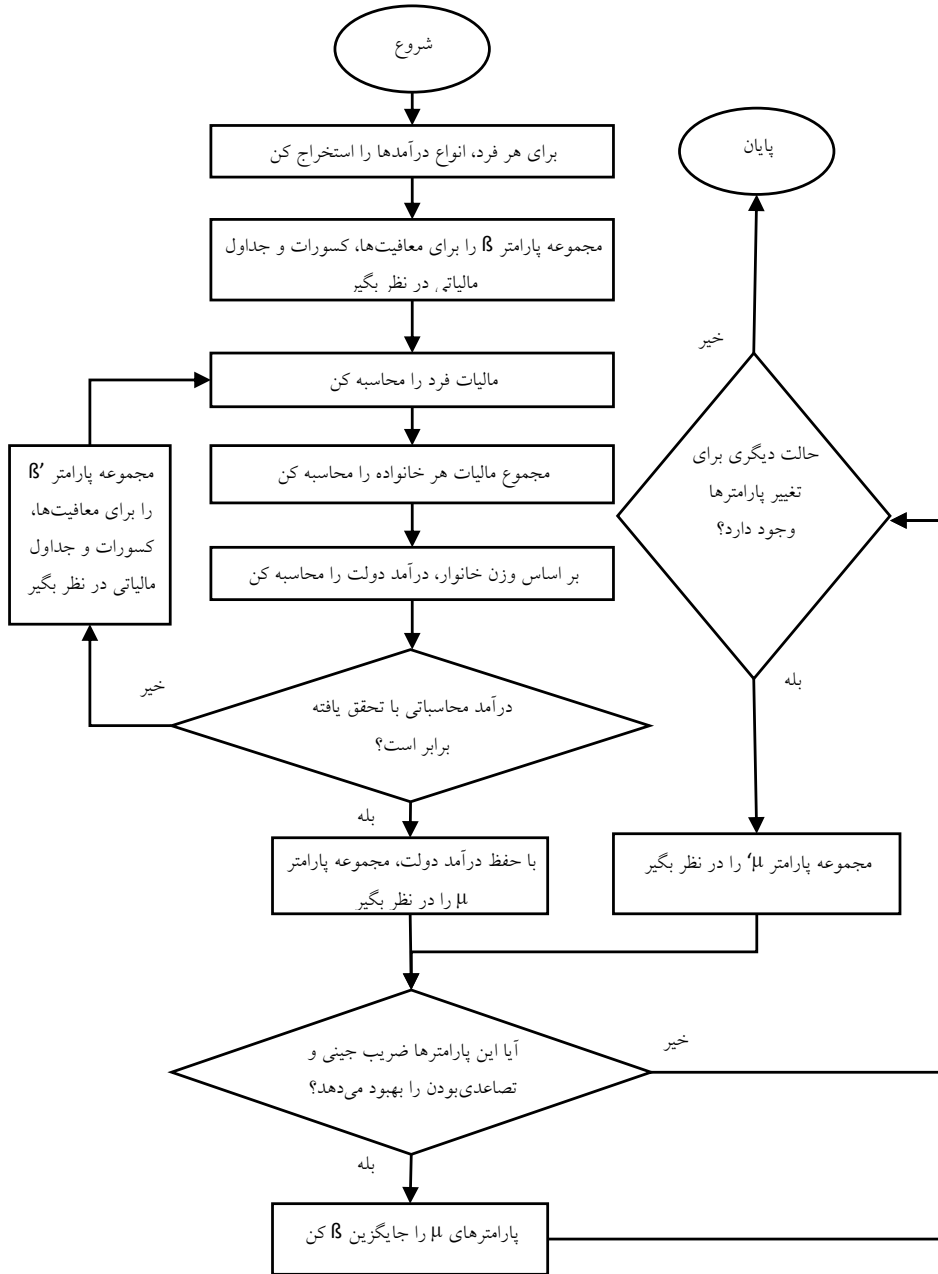 شروع
برای هر فرد، انواع درآمدها را استخراج کن
مجموعه پارامتر ß را برای معافیت‌ها، کسورات و جداول
مالیاتی در نظر بگیر
مالیات فرد را محاسبه کن
مجموع مالیات هر خانواده را محاسبه کن
بر اساس وزن خانوار، درآمد دولت را محاسبه کن
درآمد محاسباتی با تحقق یافته
برابر است؟
خیر
مجموعه پارامتر ß’
را برای معافیت‌ها،
کسورات و جداول
مالیاتی در نظر بگیر
بله
با حفظ درآمد دولت، مجموعه پارامتر
µ را در نظر بگیر
آیا این پارامترها ضریب جینی و
تصاعدی‌بودن را بهبود می‌دهد؟
خیر
بله
پارامترهای µ را جایگزین ß کن
حالت دیگری برای
تغییر پارامترها
وجود دارد؟
بله
مجموعه پارامتر µ’ را در نظر بگیر
خیر
پایان